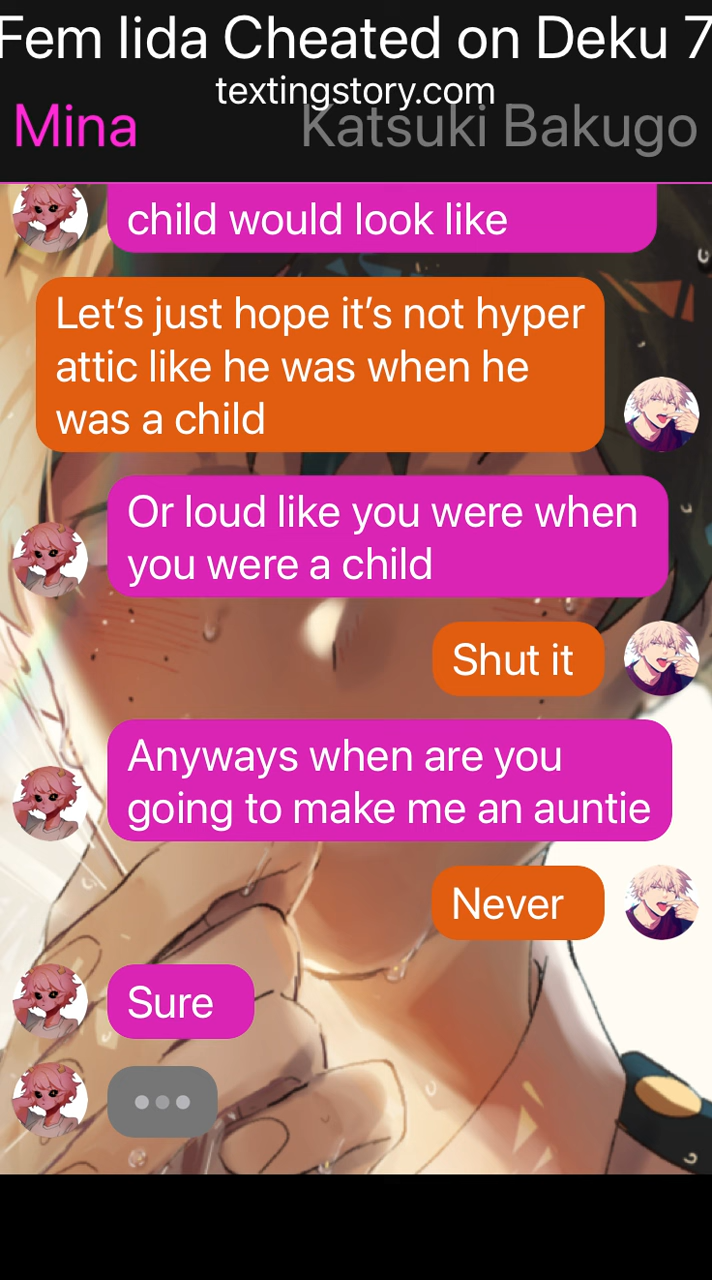 Fem Iida Cheated on Deku 7
textingstory.com
Mina
Katsuki Bakugo
child would look like
Let’s just hope it’s not hyper
attic like he was when he
was a child
Or loud like you were when
you were a child
Shut it
Anyways when are you
going to make me an auntie
Never
Sure